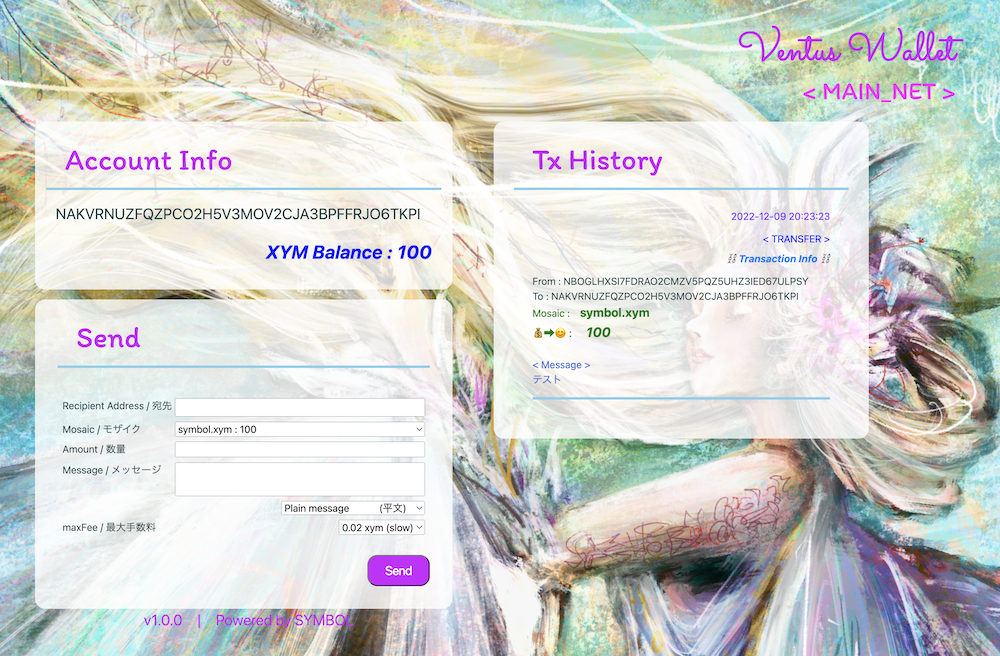 Ventus Wallet
< MAIN_NET >
Account Info
NAKVRNUZFQZPCO2H5V3MOV2CJA3BPFFRJO6TKPI
XYM Balance : 100
Send
Recipient Address / 宛先
Mosaic / モザイク
symbol.xym : 100
Amount / 数量
Message / メッセージ
Plain message (平文)
maxFee / 最大手数料
0.02 xym (slow)
Send
Tx History
2022-12-09 20:23:23
< TRANSFER >
⛓ Transaction Info ⛓
From : NBOGLHXSI7FDRAO2CMZV5PQZ5UHZ3IED67ULPSY
To : NAKVRNUZFQZPCO2H5V3MOV2CJA3BPFFRJO6TKPI
Mosaic : symbol.xym
💰➡😊 : 100
< Message >
テスト
v1.0.0 | Powered by SYMBOL